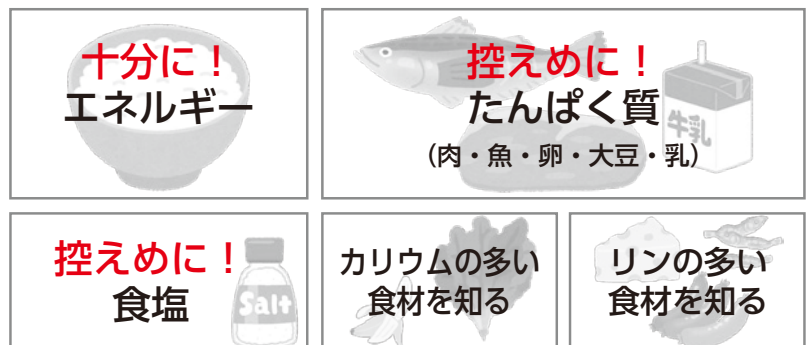 十分に！
エネルギー
控えめに！
たんぱく質
（肉・魚・卵・大豆・乳）
牛乳
控えめに！
食塩
Salt
カリウムの多い
食材を知る
リンの多い
食材を知る